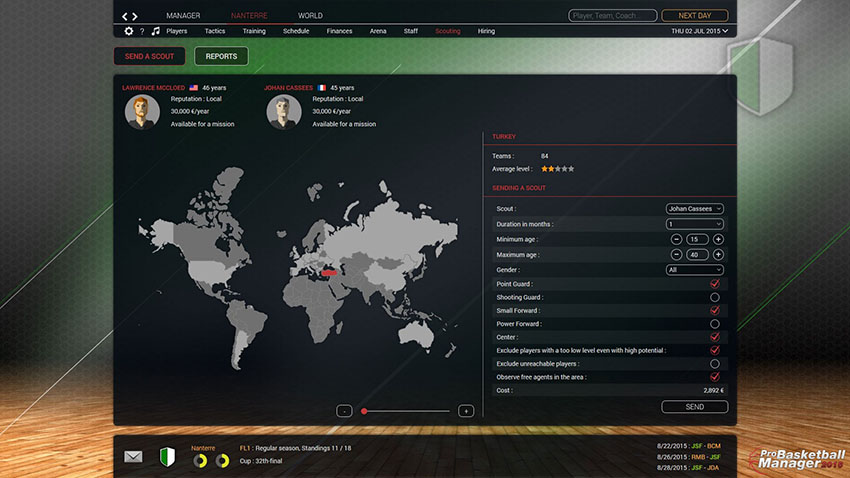 MANAGER NANTERRE WORLD Player, Team, Coach... NEXT DAY
? Players Tactics Training Schedule Finances Arena Staff Scouting Hiring THU 02 JUL 2015
SEND A SCOUT REPORTS
LAWRENCE MCCLOED 46 years
Reputation : Local
30,000 €/year
Available for a mission
JOHAN CASSEES 45 years
Reputation : Local
30,000 €/year
Available for a mission
TURKEY
Teams : 84
Average level :
SENDING A SCOUT
Scout : Johan Cassees
Duration in months : 1
Minimum age : - 15 +
Maximum age : - 40 +
Gender : All
Point Guard :
Shooting Guard :
Small Forward :
Power Forward :
Center :
Exclude players with a too low level even with high potential :
Exclude unreachable players :
Observe free agents in the area :
Cost : 2,892 €
- +
SEND
Nanterre
FL1 : Regular season, Standings 11 / 18
Cup : 32th-final
8/22/2015 : JSF - BCM
8/26/2015 : RMB - JSF
8/28/2015 : JSF - JDA
Pro Basketball
Manager 2016